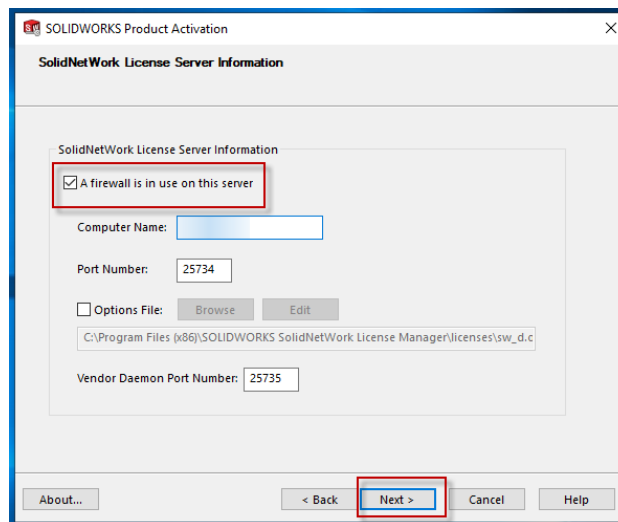 SOLIDWORKS Product Activation
SolidNetWork License Server Information
SolidNetWork License Server Information
A firewall is in use on this server
Computer Name:
Port Number: 25734
Options File: Browse Edit
C:\Program Files (x86)\SOLIDWORKS SolidNetWork License Manager\licenses\sw_d.c
Vendor Daemon Port Number: 25735
About... < Back Next > Cancel Help